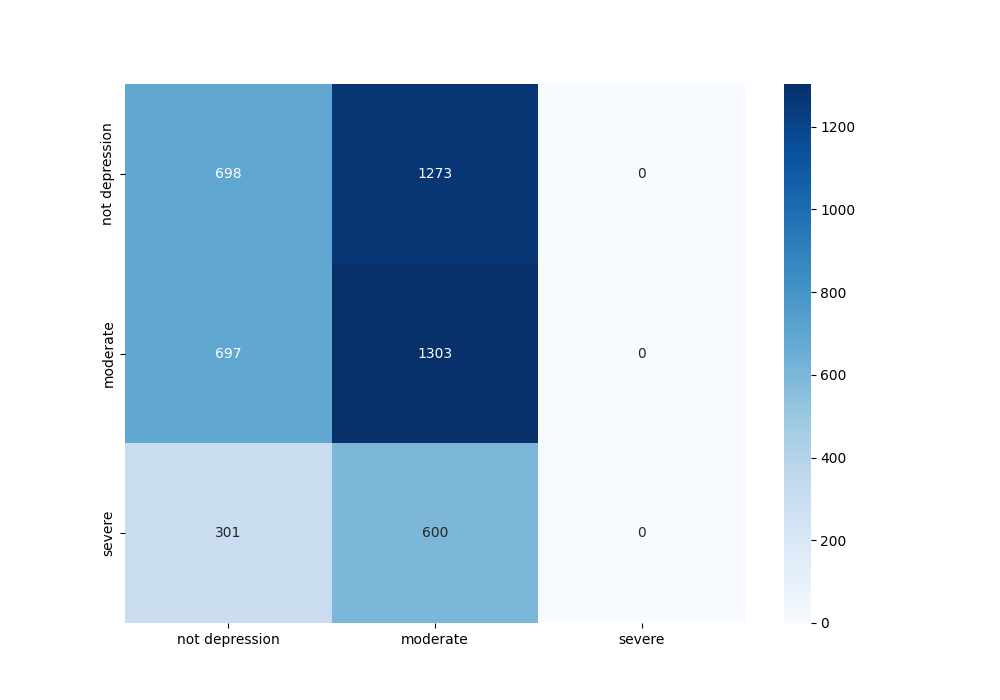 not depression
698 1273 0
moderate
697 1303 0
severe
301 600 0
not depression moderate severe
1200
1000
800
600
400
200
0